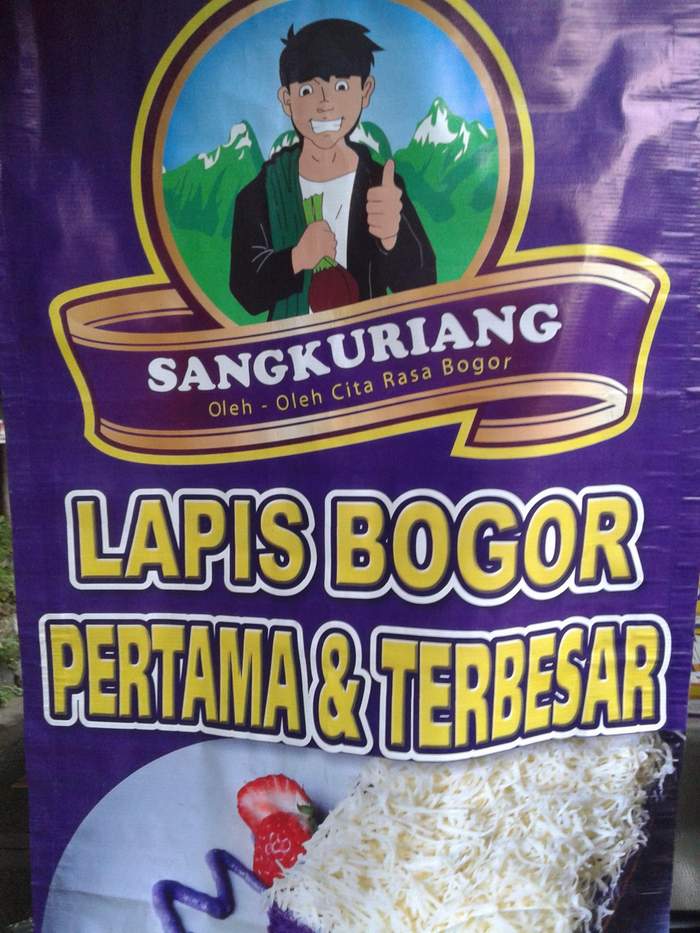 SANGKURIANG
Oleh - Oleh Cita Rasa Bogor
LAPIS BOGOR
PERTAMA & TERBESAR